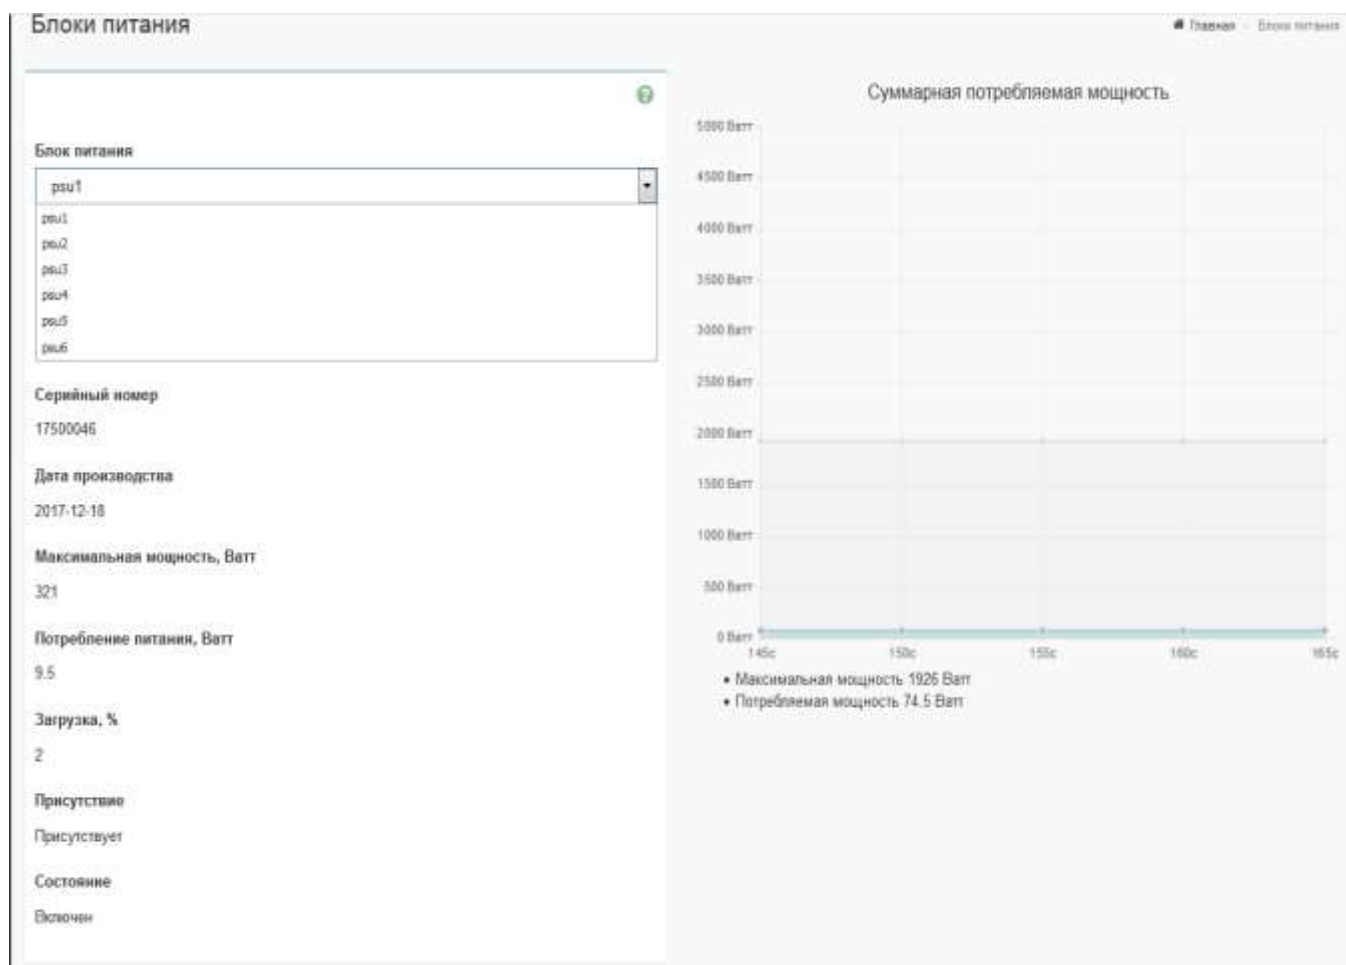 Блоки питания
Главная
Блоки питания
Блок питания
psu1
psu1
psu2
psu3
psu4
psu5
psu6
Серийный номер
17500046
Дата производства
2017-12-18
Максимальная мощность, Ватт
321
Потребление питания, Ватт
9.5
Загрузка, %
2
Присутствие
Присутствует
Состояние
Включен
Суммарная потребляемая мощность
5000 Ватт
4500 Ватт
4000 Ватт
3500 Ватт
3000 Ватт
2500 Ватт
2000 Ватт
1500 Ватт
1000 Ватт
500 Ватт
0 Ватт
145с 150с 155с 160с 165с
• Максимальная мощность 1926 Ватт
• Потребляемая мощность 74.5 Ватт